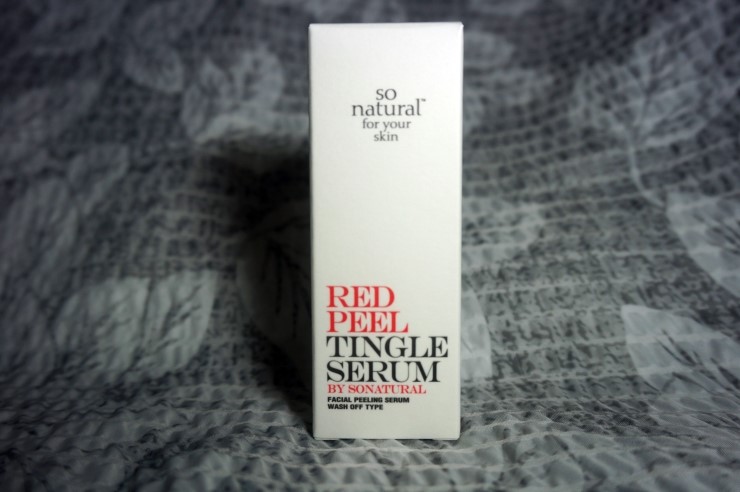 so
natural™
for your
skin
RED
PEEL
TINGLE
SERUM
BY SONATURAL
FACIAL PEELING SERUM
WASH OFF TYPE